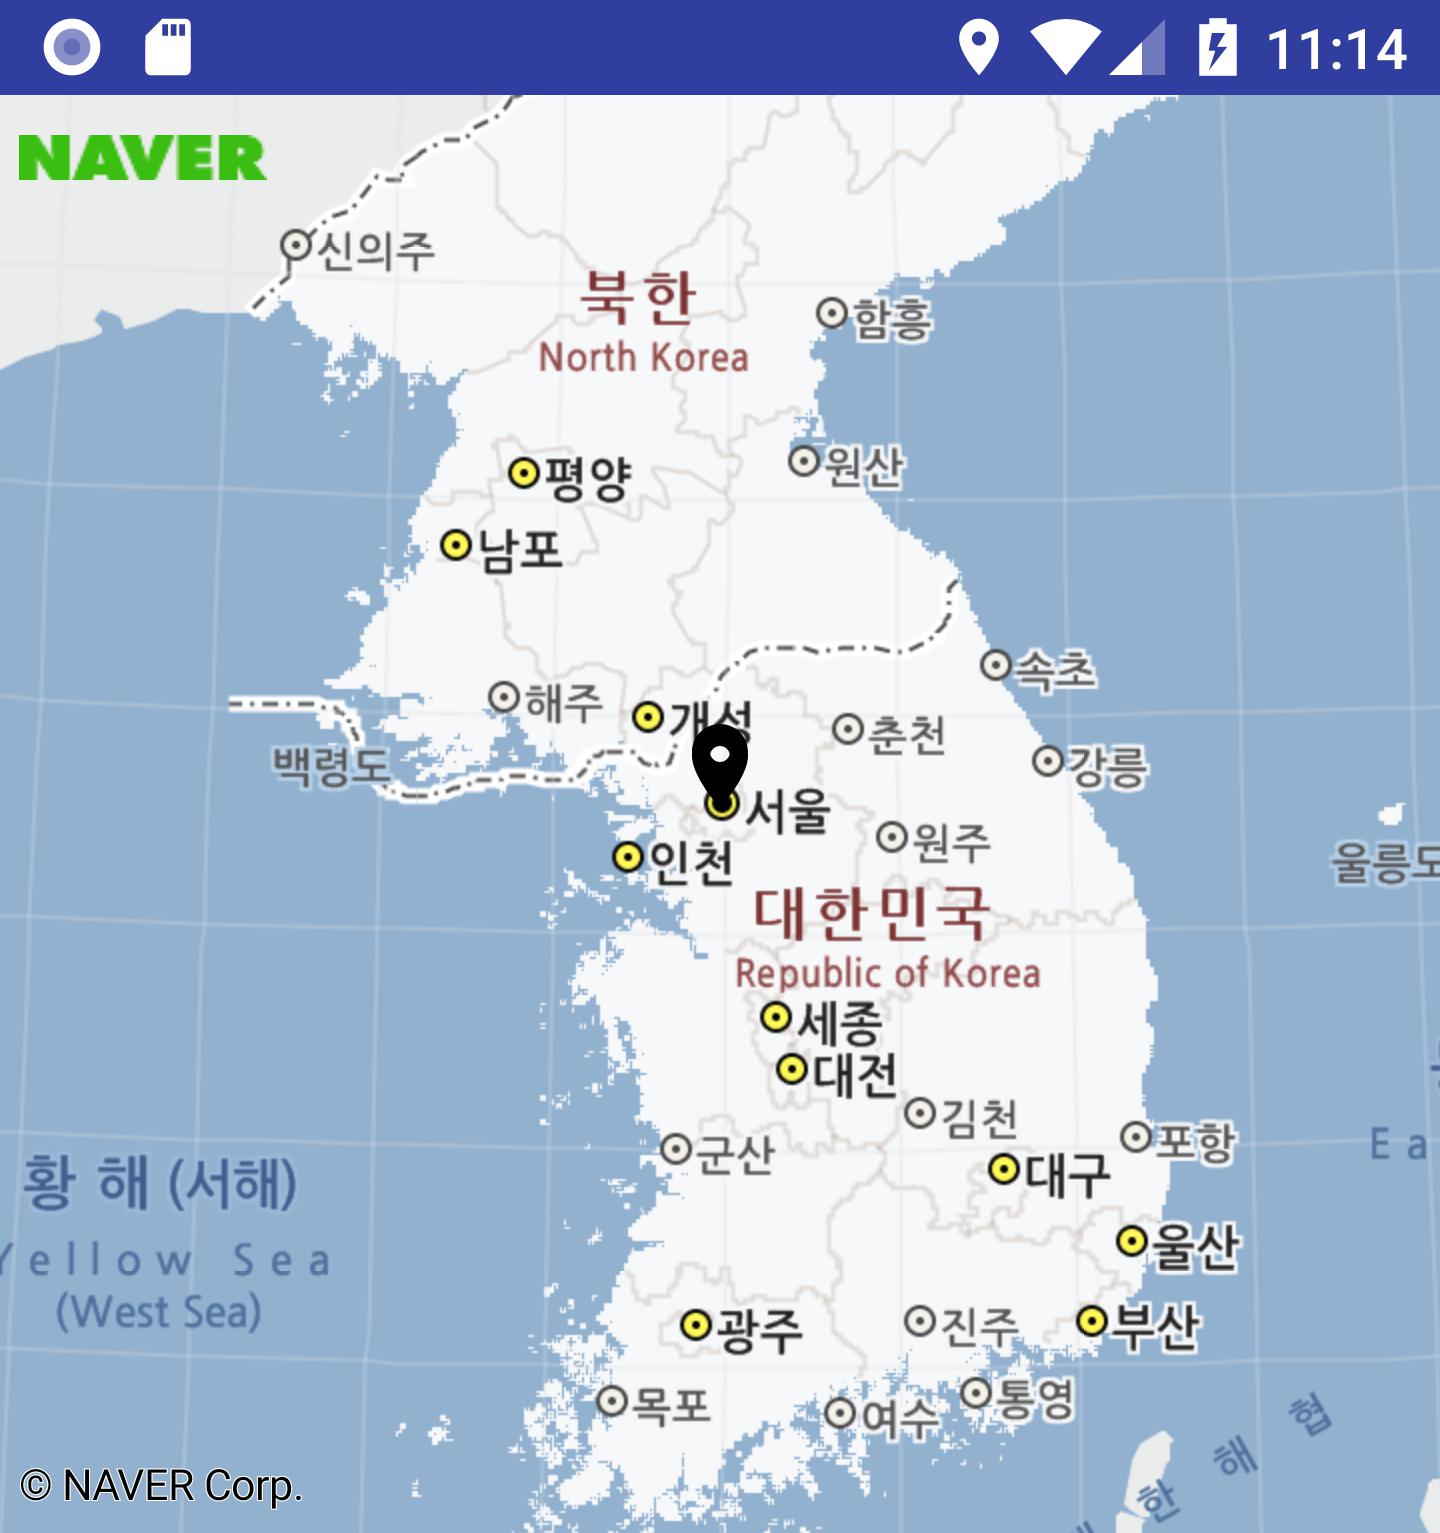 11:14
NAVER
신의주
북한
North Korea
함흥
평양
원산
남포
속초
해주
개성
춘천
백령도
강릉
서울
원주
인천
대한민국
Republic of Korea
세종
대전
김천
포항
군산
대구
황 해 (서해)
Yellow Sea
(West Sea)
울산
광주
진주
부산
목포
여수
통영
한 해 협
© NAVER Corp.